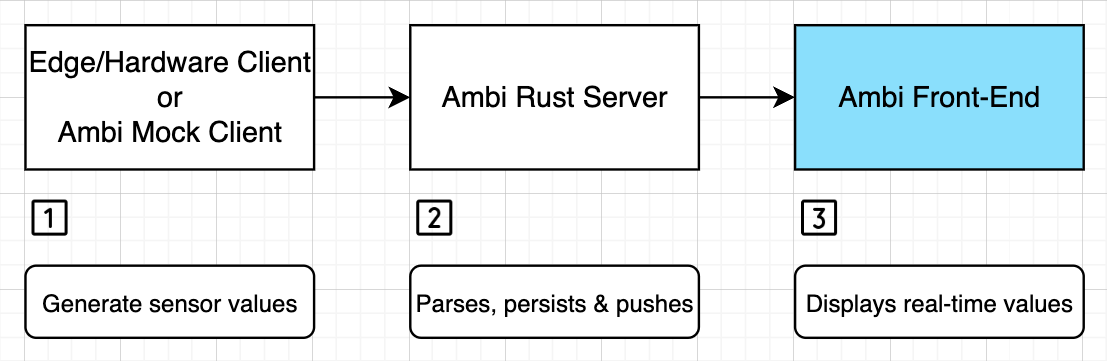 Edge/Hardware Client
or
Ambi Mock Client
Ambi Rust Server
Ambi Front-End
1
2
3
Generate sensor values
Parses, persists & pushes
Displays real-time values